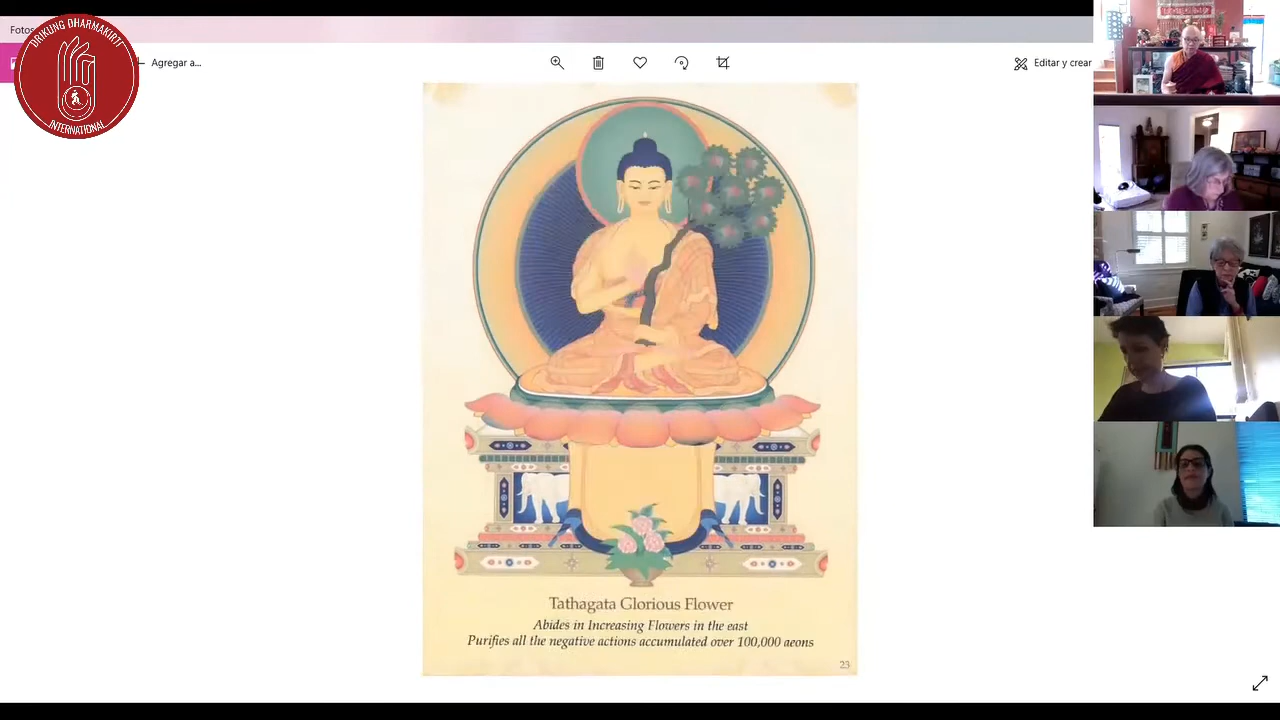 Foto
DRIKUNG DHARMAKIRTI
INTERNATIONAL
Agregar a...
Editar y crear
Tathagata Glorious Flower
Abides in Increasing Flowers in the east
Purifies all the negative actions accumulated over 100,000 aeons
23